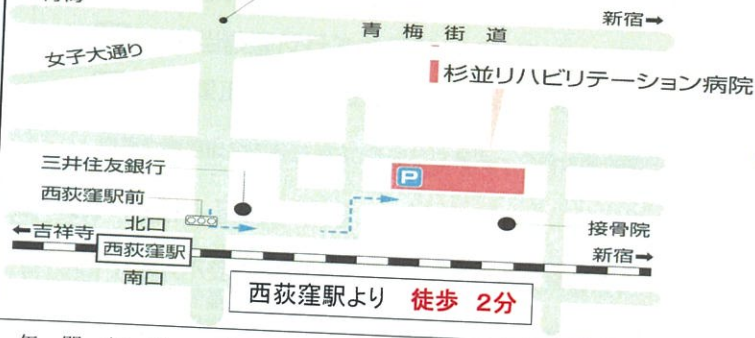 新宿➡
青梅街道
女子大通り
杉並リハビリテーション病院
三井住友銀行
P
西荻窪駅前
北口
接骨院
⬅吉祥寺
新宿➡
西荻窪駅
南口
西荻窪駅より 徒歩 2分